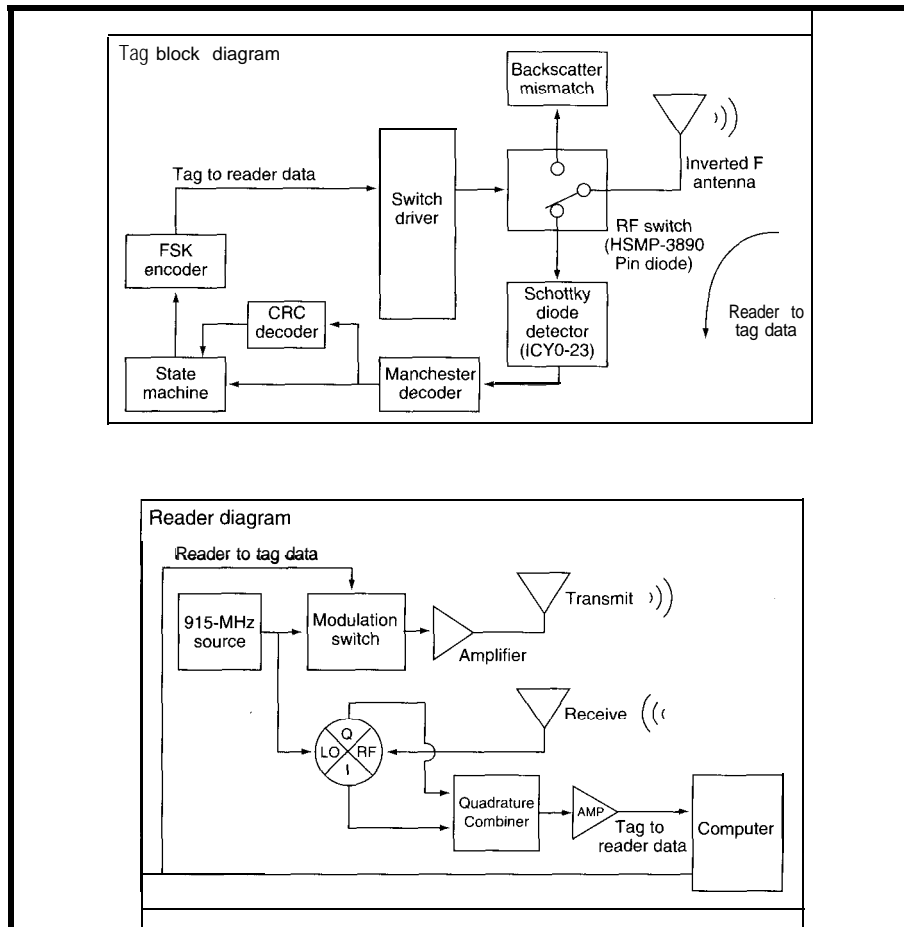 Tag block diagram
Backscatter
mismatch
Inverted F
antenna
Tag to reader data
Switch
driver
RF switch
(HSMP-3890
Pin diode)
FSK
encoder
Schottky
diode
detector
(ICY0-23)
Reader to
tag data
CRC
decoder
State
machine
Manchester
decoder
Reader diagram
Reader to tag data
915-MHz
source
Modulation
switch
Amplifier
Transmit
Receive
Q
LO
RF
I
Quadrature
Combiner
AMP
Tag to
reader data
Computer